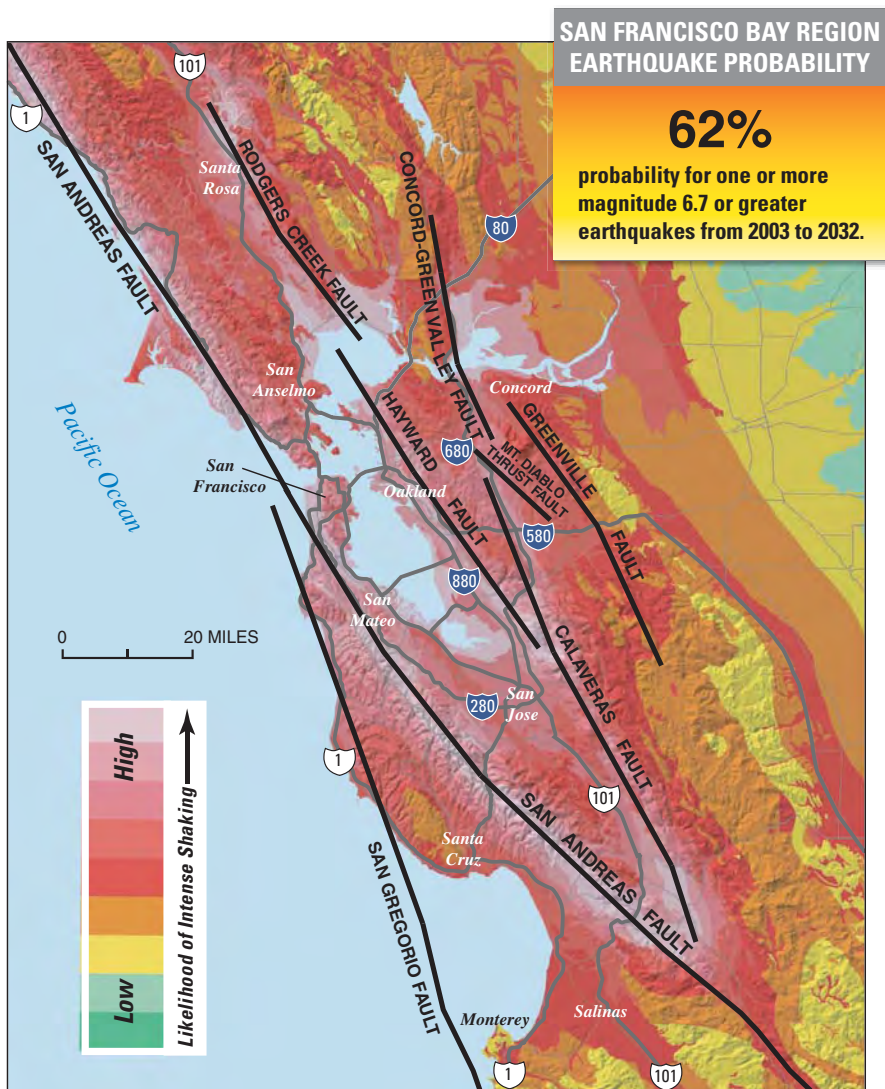 SAN FRANCISCO BAY REGION
EARTHQUAKE PROBABILITY
62%
probability for one or more
magnitude 6.7 or greater
earthquakes from 2003 to 2032.
101
1
SAN ANDREAS FAULT
Santa
Rosa
RODGERS CREEK FAULT
CONCORD-GREEN VALLEY FAULT
80
San
Anselmo
Concord
Pacific Ocean
San
Francisco
HAYWARD
FAULT
Oakland
680
MT. DIABLO
THRUST FAULT
GREENVILLE
FAULT
580
880
San
Mateo
0
20 MILES
CALAVERAS
FAULT
280
San
Jose
1
101
SAN ANDREAS FAULT
Santa
Cruz
SAN GREGORIO FAULT
High
Low
Likelihood of Intense Shaking
Monterey
Salinas
1
101